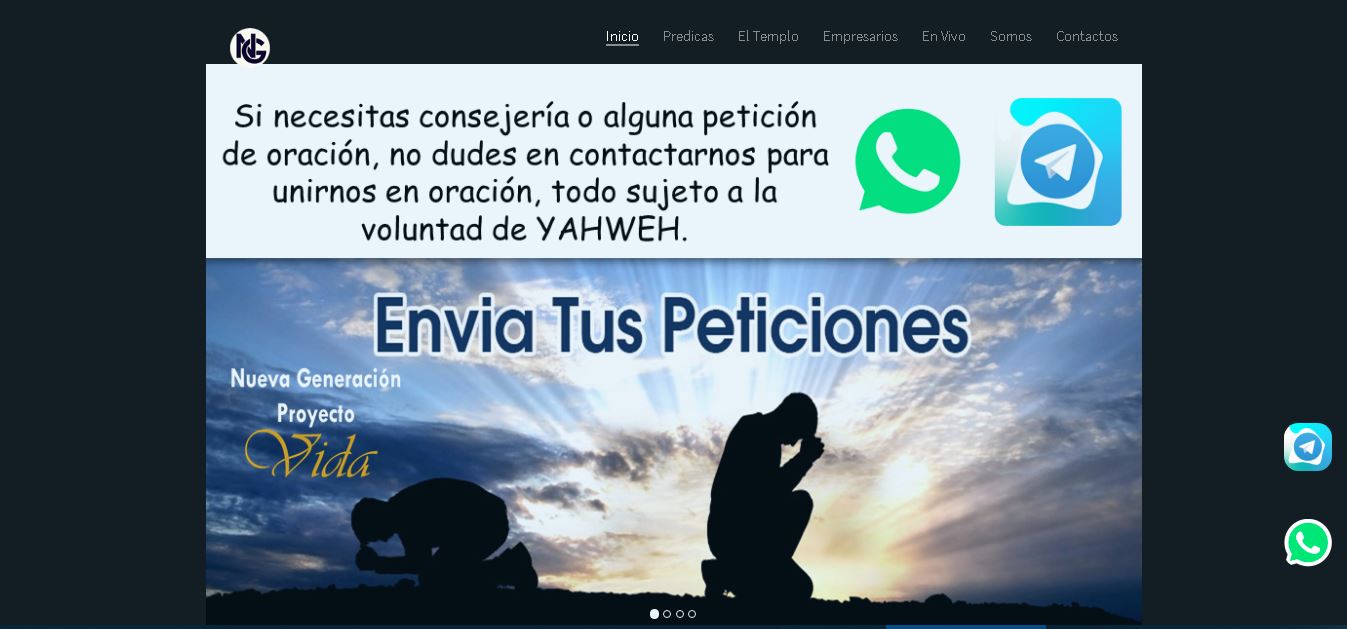 NG
Inicio Predicas El Templo Empresarios En Vivo Somos Contactos
Si necesitas consejería o alguna petición
de oración, no dudes en contactarnos para
unirnos en oración, todo sujeto a la
voluntad de YAHWEH.
Envia Tus Peticiones
Nueva Generación
Proyecto
Vida